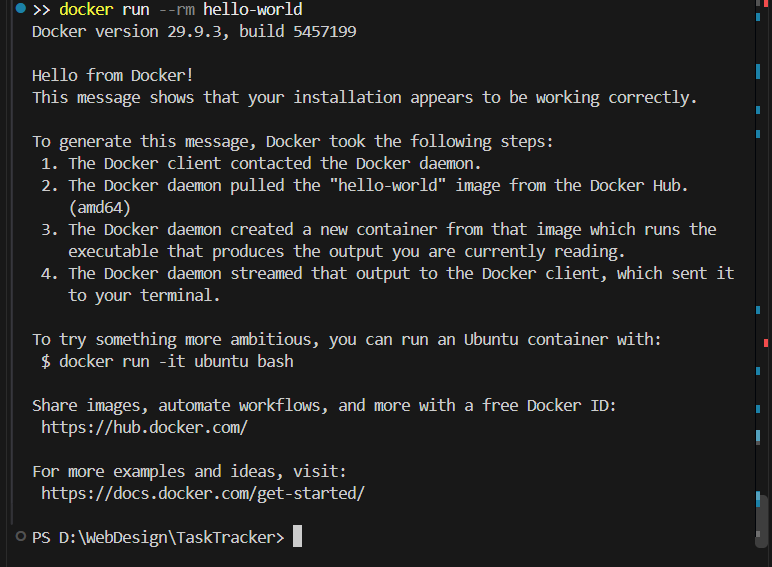 >> docker run --rm hello-world
Docker version 29.9.3, build 5457199

Hello from Docker!
This message shows that your installation appears to be working correctly.

To generate this message, Docker took the following steps:
 1. The Docker client contacted the Docker daemon.
 2. The Docker daemon pulled the "hello-world" image from the Docker Hub.
    (amd64)
 3. The Docker daemon created a new container from that image which runs the
    executable that produces the output you are currently reading.
 4. The Docker daemon streamed that output to the Docker client, which sent it
    to your terminal.

To try something more ambitious, you can run an Ubuntu container with:
 $ docker run -it ubuntu bash

Share images, automate workflows, and more with a free Docker ID:
 https://hub.docker.com/

For more examples and ideas, visit:
 https://docs.docker.com/get-started/

PS D:\WebDesign\TaskTracker>